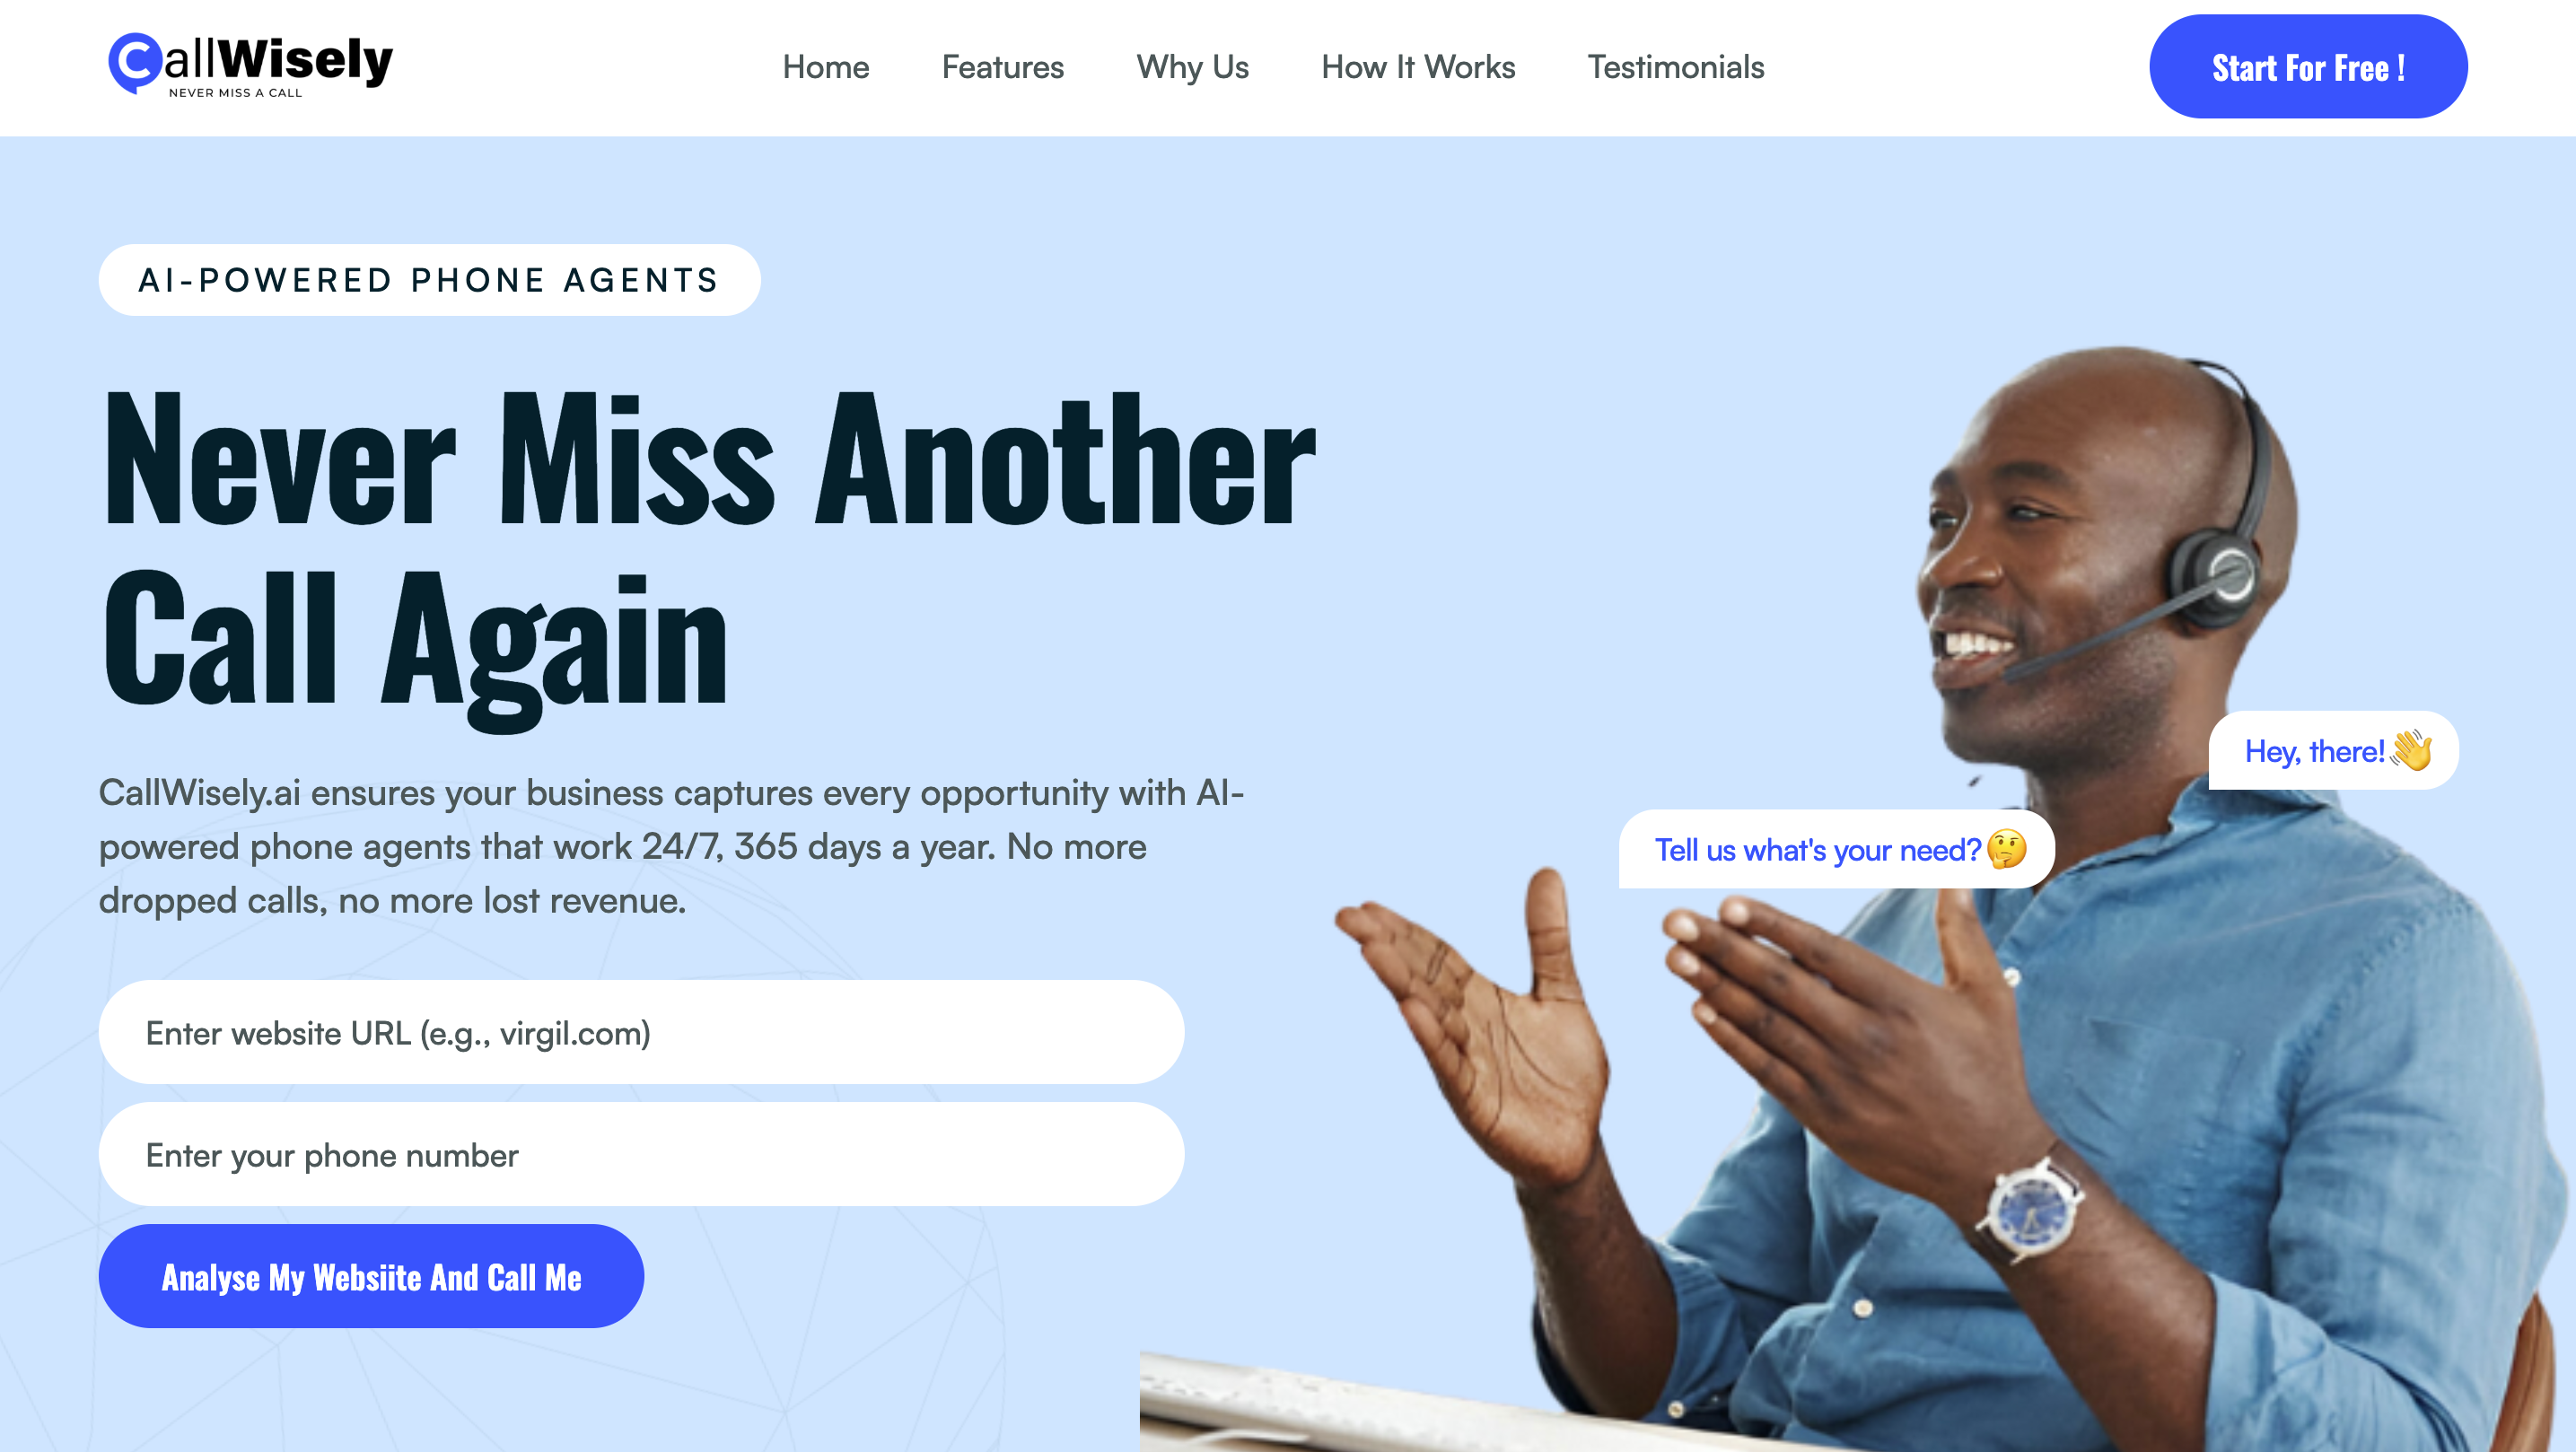 CallWisely
NEVER MISS A CALL
Home
Features
Why Us
How It Works
Testimonials
Start For Free !
AI-POWERED PHONE AGENTS
Never Miss Another
Call Again
CallWisely.ai ensures your business captures every opportunity with AI-
powered phone agents that work 24/7, 365 days a year. No more
dropped calls, no more lost revenue.
Enter website URL (e.g., virgil.com)
Enter your phone number
Analyse My Websiite And Call Me
Hey, there!👋
Tell us what's your need?🤔